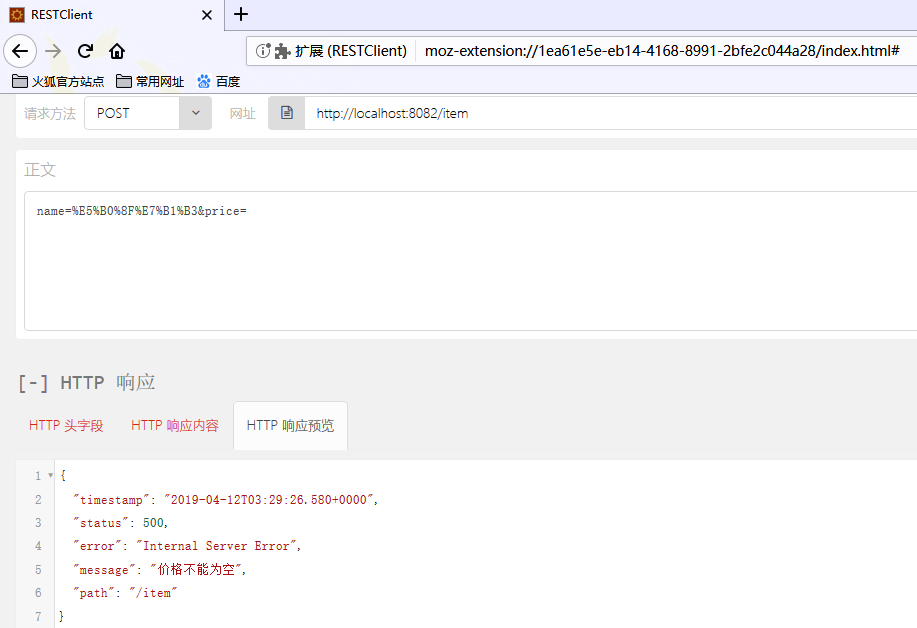 RESTClient
扩展 (RESTClient) moz-extension://1ea61e5e-eb14-4168-8991-2bfe2c044a28/index.html#
火狐官方站点 常用网址 百度
请求方法 POST 网址 http://localhost:8082/item
正文
name=%E5%B0%8F%E7%B1%B3&price=
[-] HTTP 响应
HTTP 头字段 HTTP 响应内容 HTTP 响应预览
1 {
2 "timestamp": "2019-04-12T03:29:26.580+0000",
3 "status": 500,
4 "error": "Internal Server Error",
5 "message": "价格不能为空",
6 "path": "/item"
7 }